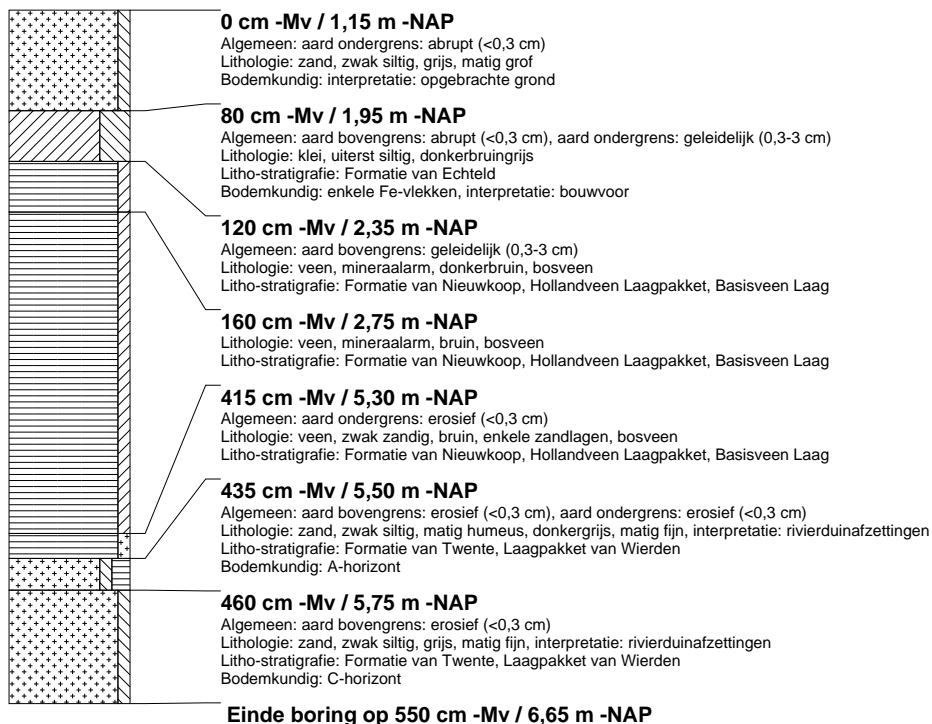 0 cm -Mv / 1,15 m -NAP
Algemeen: aard ondergrens: abrupt (<0,3 cm)
Lithologie: zand, zwak siltig, grijs, matig grof
Bodemkundig: interpretatie: opgebrachte grond
80 cm -Mv / 1,95 m -NAP
Algemeen: aard bovengrens: abrupt (<0,3 cm), aard ondergrens: geleidelijk (0,3-3 cm)
Lithologie: klei, uiterst siltig, donkerbruingrijs
Litho-stratigrafie: Formatie van Echteld
Bodemkundig: enkele Fe-vlekken, interpretatie: bouwvoor
120 cm -Mv / 2,35 m -NAP
Algemeen: aard bovengrens: geleidelijk (0,3-3 cm)
Lithologie: veen, mineraalarm, donkerbruin, bosveen
Litho-stratigrafie: Formatie van Nieuwkoop, Hollandveen Laagpakket, Basisveen Laag
160 cm -Mv / 2,75 m -NAP
Lithologie: veen, mineraalarm, bruin, bosveen
Litho-stratigrafie: Formatie van Nieuwkoop, Hollandveen Laagpakket, Basisveen Laag
415 cm -Mv / 5,30 m -NAP
Algemeen: aard ondergrens: erosief (<0,3 cm)
Lithologie: veen, zwak zandig, bruin, enkele zandlagen, bosveen
Litho-stratigrafie: Formatie van Nieuwkoop, Hollandveen Laagpakket, Basisveen Laag
435 cm -Mv / 5,50 m -NAP
Algemeen: aard bovengrens: erosief (<0,3 cm), aard ondergrens: erosief (<0,3 cm)
Lithologie: zand, zwak siltig, matig humeus, donkergrijs, matig fijn, interpretatie: rivierduinafzettingen
Litho-stratigrafie: Formatie van Twente, Laagpakket van Wierden
Bodemkundig: A-horizont
460 cm -Mv / 5,75 m -NAP
Algemeen: aard bovengrens: erosief (<0,3 cm)
Lithologie: zand, zwak siltig, grijs, matig fijn, interpretatie: rivierduinafzettingen
Litho-stratigrafie: Formatie van Twente, Laagpakket van Wierden
Bodemkundig: C-horizont
Einde boring op 550 cm -Mv / 6,65 m -NAP